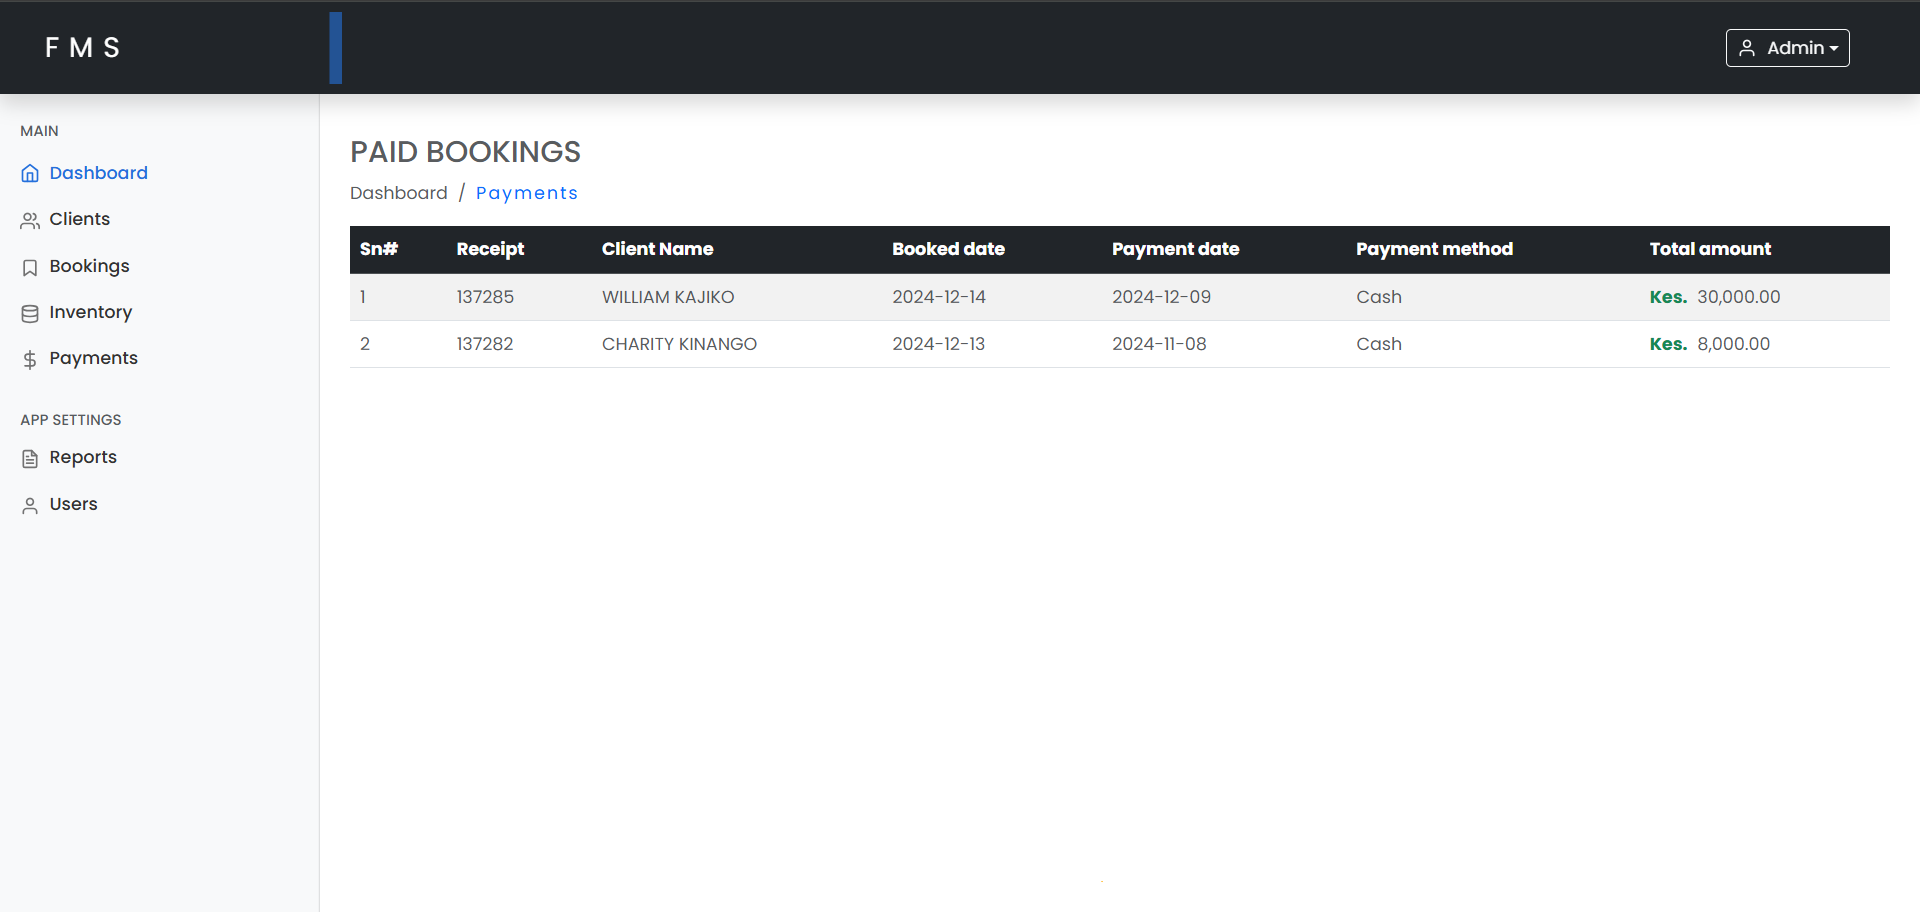 F M S
Admin
MAIN
Dashboard
Clients
Bookings
Inventory
Payments
APP SETTINGS
Reports
Users
PAID BOOKINGS
Dashboard / Payments
Sn# Receipt Client Name Booked date Payment date Payment method Total amount
1 137285 WILLIAM KAJIKO 2024-12-14 2024-12-09 Cash Kes. 30,000.00
2 137282 CHARITY KINANGO 2024-12-13 2024-11-08 Cash Kes. 8,000.00